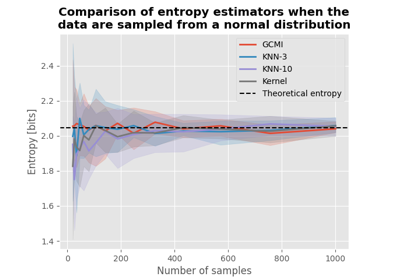 Comparison of entropy estimators when the
data are sampled from a normal distribution
GCMI
KNN-3
KNN-10
Kernel
Theoretical entropy
Entropy [bits]
2.4
2.2
2.0
1.8
1.6
1.4
0
200
400
600
800
1000
Number of samples